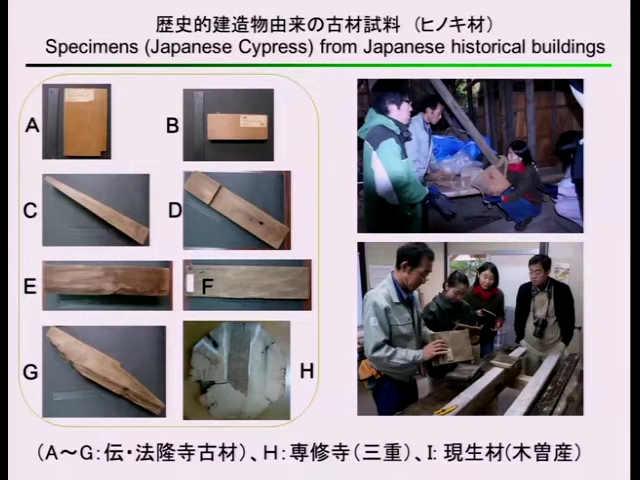 歴史的建造物由来の古材試料 (ヒノキ材)
Specimens (Japanese Cypress) from Japanese historical buildings
A
B
C
D
E
F
G
H
(A～G:伝・法隆寺古材)、H:専修寺(三重)、I: 現生材(木曽産)